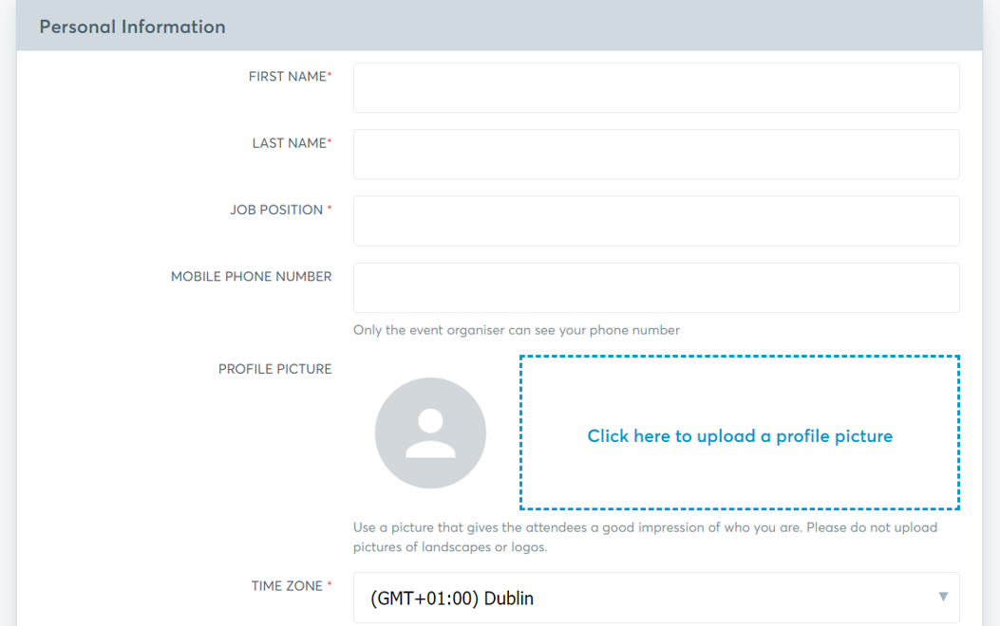 Personal Information
FIRST NAME*
LAST NAME*
JOB POSITION *
MOBILE PHONE NUMBER
Only the event organiser can see your phone number
PROFILE PICTURE
Click here to upload a profile picture
Use a picture that gives the attendees a good impression of who you are. Please do not upload
pictures of landscapes or logos.
TIME ZONE *
(GMT+01:00) Dublin